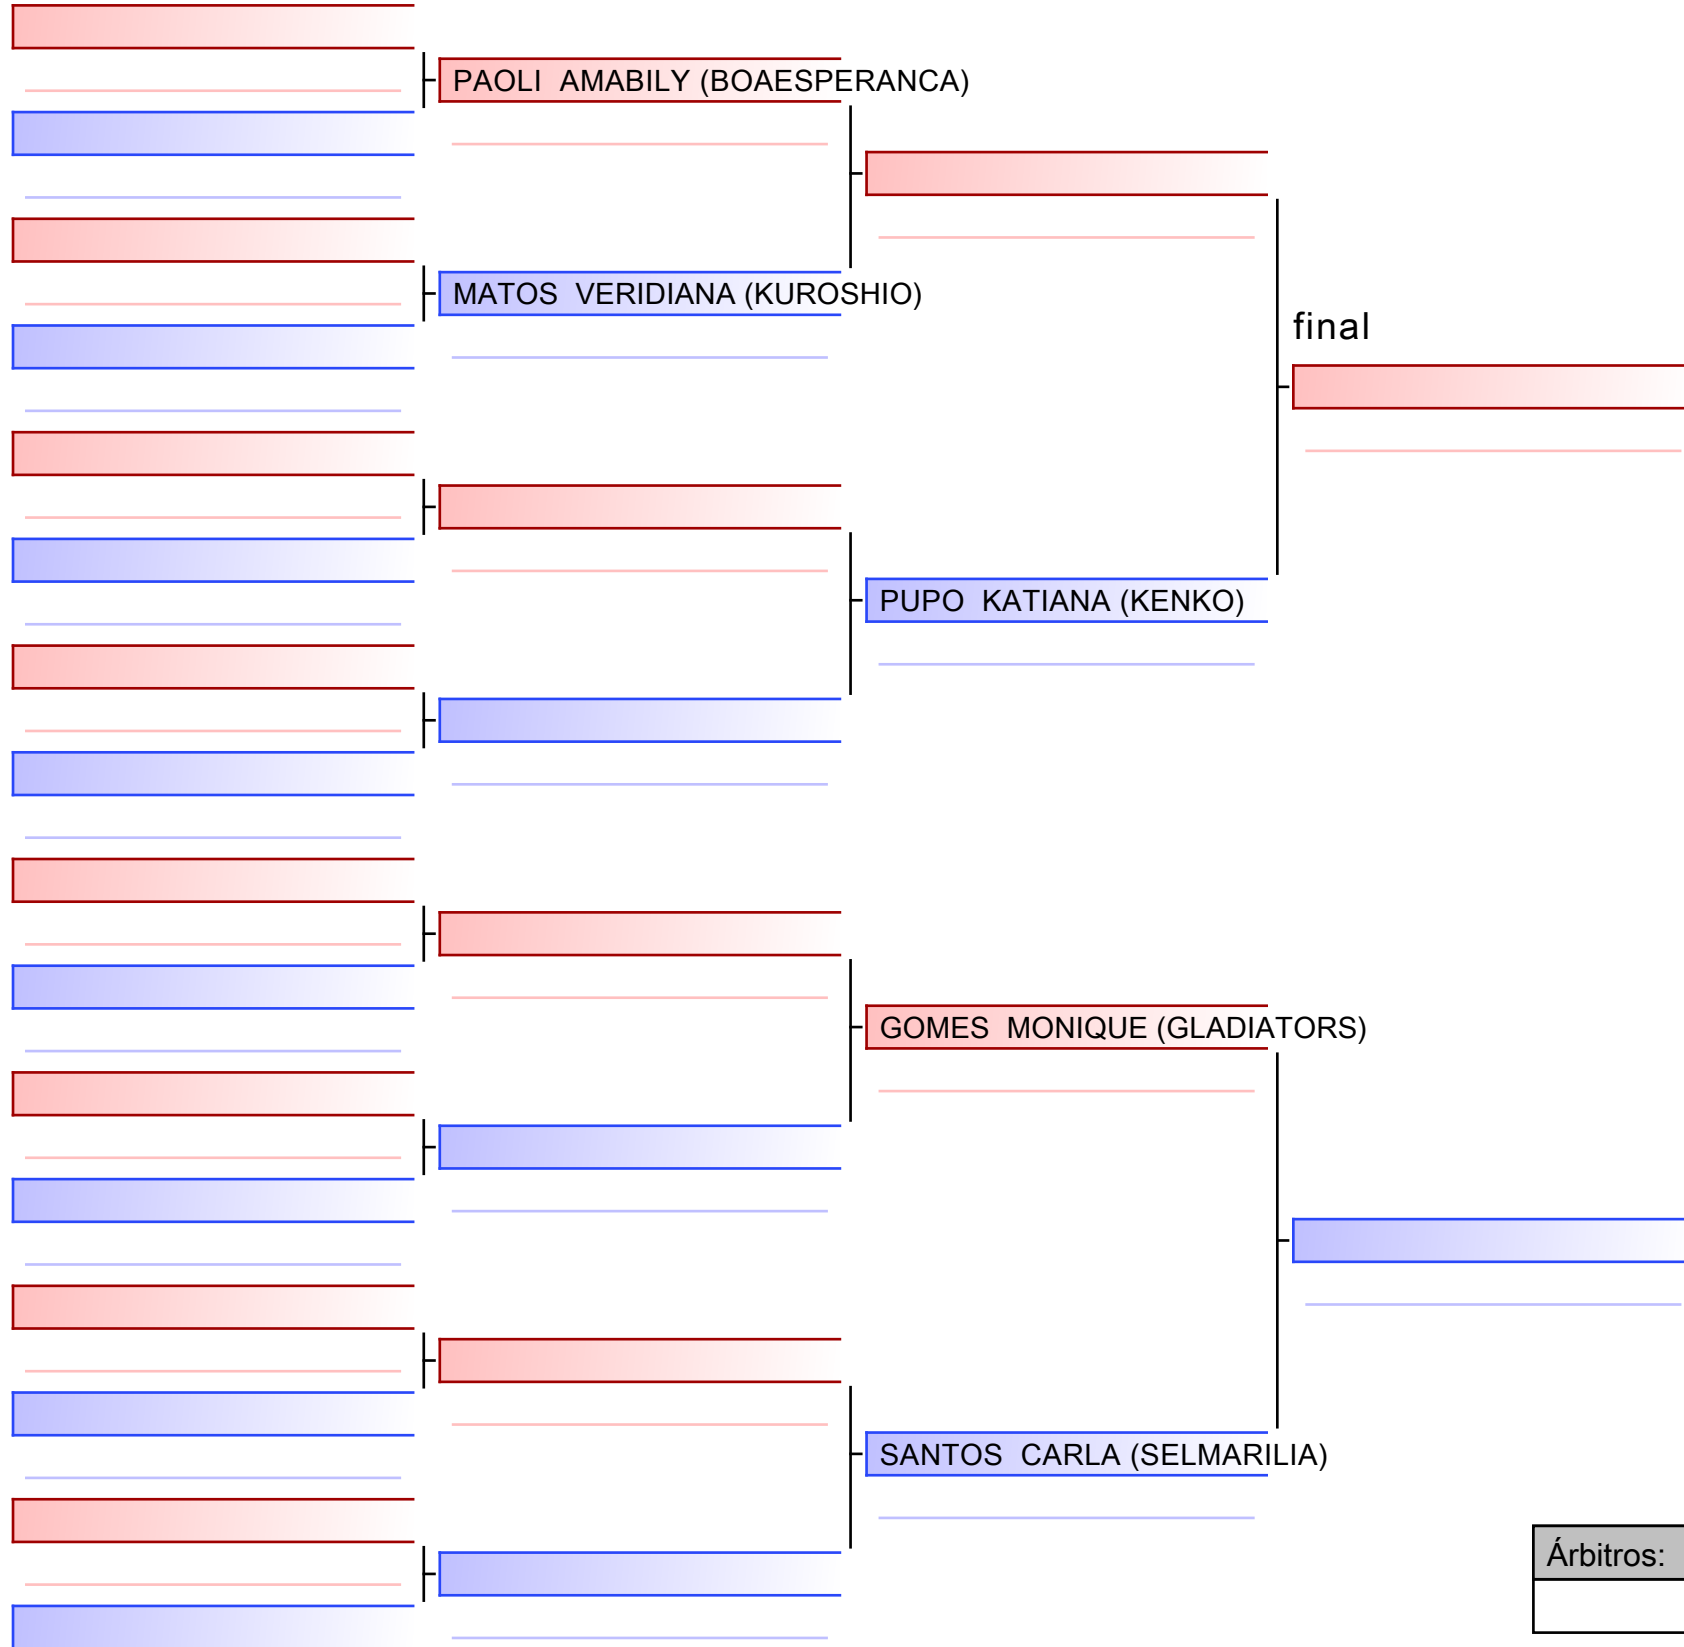 PAOLI  AMABILY (BOAESPERANCA)
MATOS  VERIDIANA (KUROSHIO)
final
PUPO  KATIANA (KENKO)
GOMES  MONIQUE (GLADIATORS)
SANTOS  CARLA (SELMARILIA)
Árbitros: